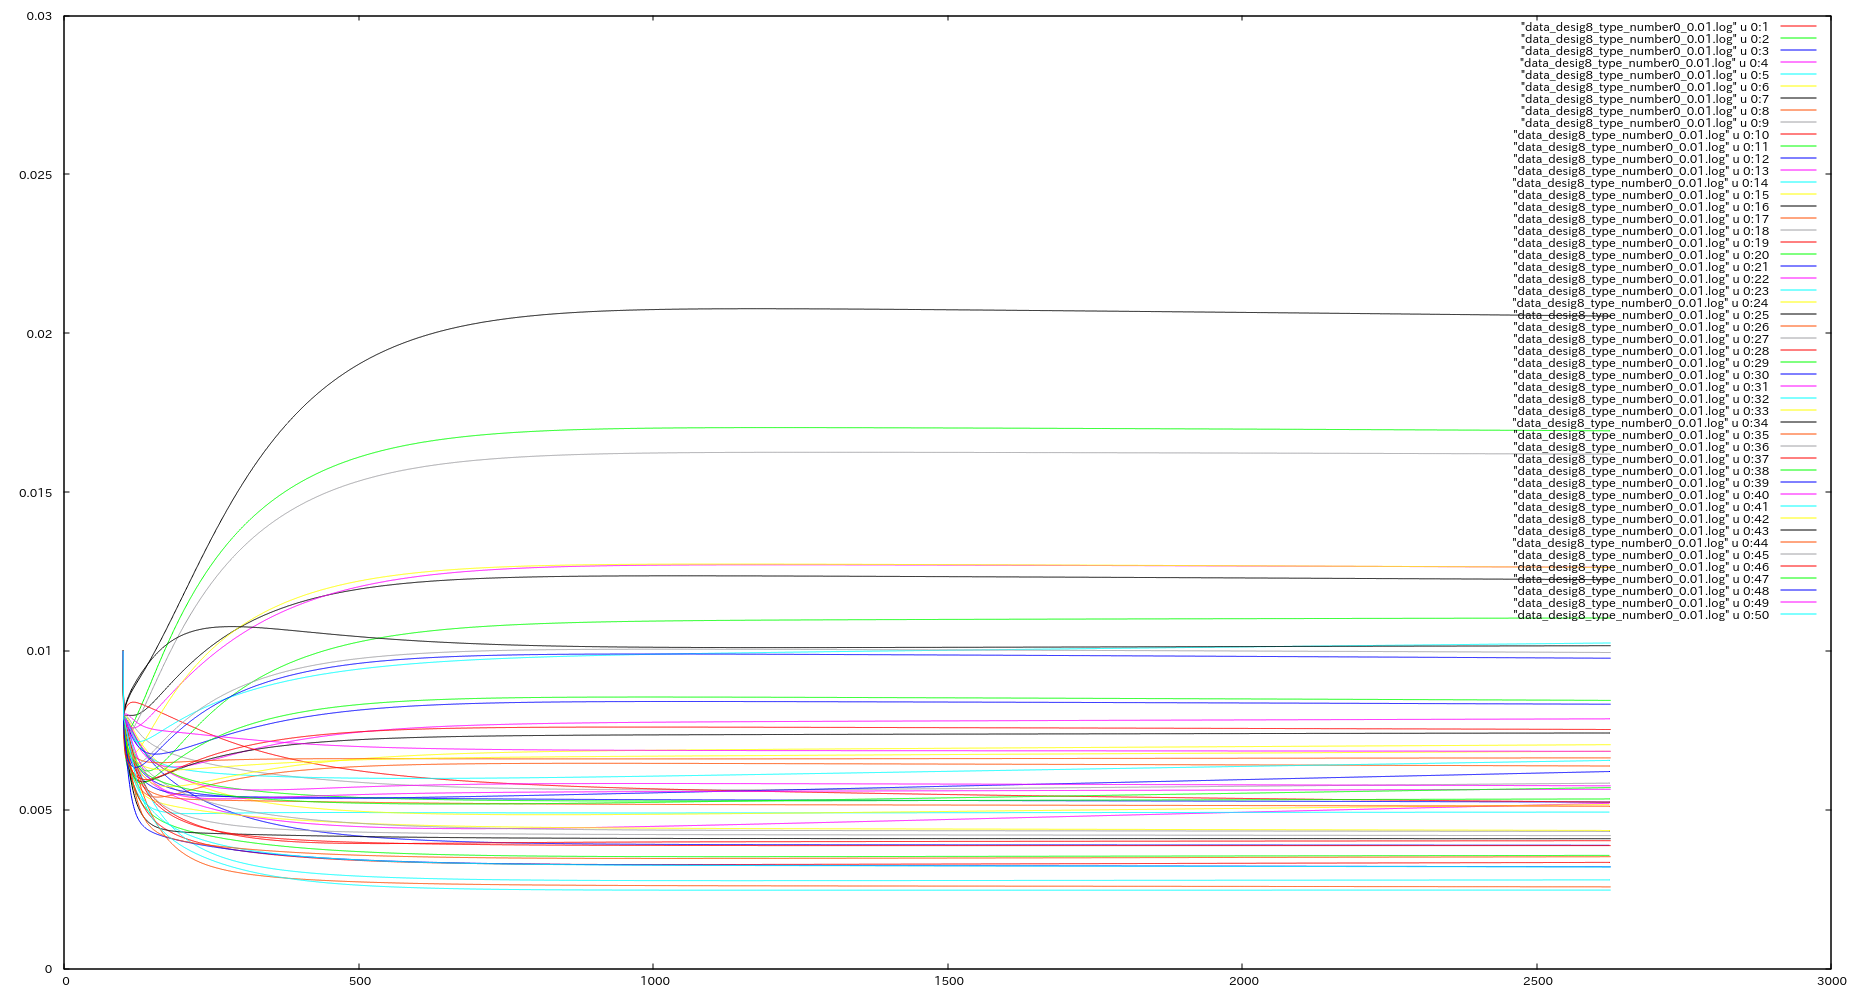 0.03
0.025
0.02
0.015
0.01
0.005
0
0 500 1000 1500 2000 2500 3000
"data_desig8_type_number0_0.01.log" u 0:1
"data_desig8_type_number0_0.01.log" u 0:2
"data_desig8_type_number0_0.01.log" u 0:3
"data_desig8_type_number0_0.01.log" u 0:4
"data_desig8_type_number0_0.01.log" u 0:5
"data_desig8_type_number0_0.01.log" u 0:6
"data_desig8_type_number0_0.01.log" u 0:7
"data_desig8_type_number0_0.01.log" u 0:8
"data_desig8_type_number0_0.01.log" u 0:9
"data_desig8_type_number0_0.01.log" u 0:10
"data_desig8_type_number0_0.01.log" u 0:11
"data_desig8_type_number0_0.01.log" u 0:12
"data_desig8_type_number0_0.01.log" u 0:13
"data_desig8_type_number0_0.01.log" u 0:14
"data_desig8_type_number0_0.01.log" u 0:15
"data_desig8_type_number0_0.01.log" u 0:16
"data_desig8_type_number0_0.01.log" u 0:17
"data_desig8_type_number0_0.01.log" u 0:18
"data_desig8_type_number0_0.01.log" u 0:19
"data_desig8_type_number0_0.01.log" u 0:20
"data_desig8_type_number0_0.01.log" u 0:21
"data_desig8_type_number0_0.01.log" u 0:22
"data_desig8_type_number0_0.01.log" u 0:23
"data_desig8_type_number0_0.01.log" u 0:24
"data_desig8_type_number0_0.01.log" u 0:25
"data_desig8_type_number0_0.01.log" u 0:26
"data_desig8_type_number0_0.01.log" u 0:27
"data_desig8_type_number0_0.01.log" u 0:28
"data_desig8_type_number0_0.01.log" u 0:29
"data_desig8_type_number0_0.01.log" u 0:30
"data_desig8_type_number0_0.01.log" u 0:31
"data_desig8_type_number0_0.01.log" u 0:32
"data_desig8_type_number0_0.01.log" u 0:33
"data_desig8_type_number0_0.01.log" u 0:34
"data_desig8_type_number0_0.01.log" u 0:35
"data_desig8_type_number0_0.01.log" u 0:36
"data_desig8_type_number0_0.01.log" u 0:37
"data_desig8_type_number0_0.01.log" u 0:38
"data_desig8_type_number0_0.01.log" u 0:39
"data_desig8_type_number0_0.01.log" u 0:40
"data_desig8_type_number0_0.01.log" u 0:41
"data_desig8_type_number0_0.01.log" u 0:42
"data_desig8_type_number0_0.01.log" u 0:43
"data_desig8_type_number0_0.01.log" u 0:44
"data_desig8_type_number0_0.01.log" u 0:45
"data_desig8_type_number0_0.01.log" u 0:46
"data_desig8_type_number0_0.01.log" u 0:47
"data_desig8_type_number0_0.01.log" u 0:48
"data_desig8_type_number0_0.01.log" u 0:49
"data_desig8_type_number0_0.01.log" u 0:50